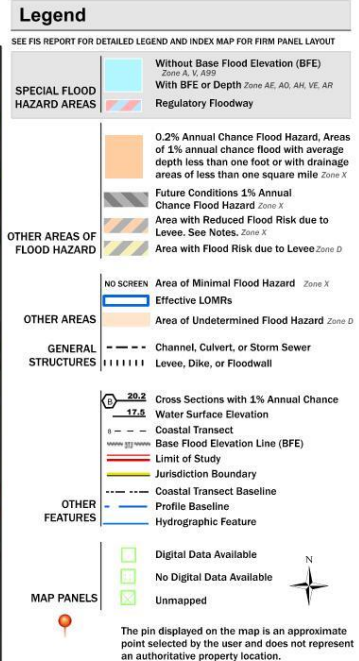 Legend
SEE FIS REPORT FOR DETAILED LEGEND AND INDEX MAP FOR FIRM PANEL LAYOUT
SPECIAL FLOOD
HAZARD AREAS
Without Base Flood Elevation (BFE)
Zone A, V, A99
With BFE or Depth Zone AE, AO, AH, VE, AR
Regulatory Floodway
OTHER AREAS OF
FLOOD HAZARD
0.2% Annual Chance Flood Hazard, Areas
of 1% annual chance flood with average
depth less than one foot or with drainage
areas of less than one square mile Zone X
Future Conditions 1% Annual
Chance Flood Hazard Zone X
Area with Reduced Flood Risk due to
Levee. See Notes. Zone X
Area with Flood Risk due to Levee Zone D
OTHER AREAS
NO SCREEN Area of Minimal Flood Hazard Zone X
Effective LOMRs
Area of Undetermined Flood Hazard Zone D
GENERAL
STRUCTURES
Channel, Culvert, or Storm Sewer
Levee, Dike, or Floodwall
OTHER
FEATURES
B 20.2 Cross Sections with 1% Annual Chance
17.5 Water Surface Elevation
8 Coastal Transect
Base Flood Elevation Line (BFE)
Limit of Study
Jurisdiction Boundary
Coastal Transect Baseline
Profile Baseline
Hydrographic Feature
MAP PANELS
Digital Data Available
No Digital Data Available
Unmapped
N
The pin displayed on the map is an approximate
point selected by the user and does not represent
an authoritative property location.